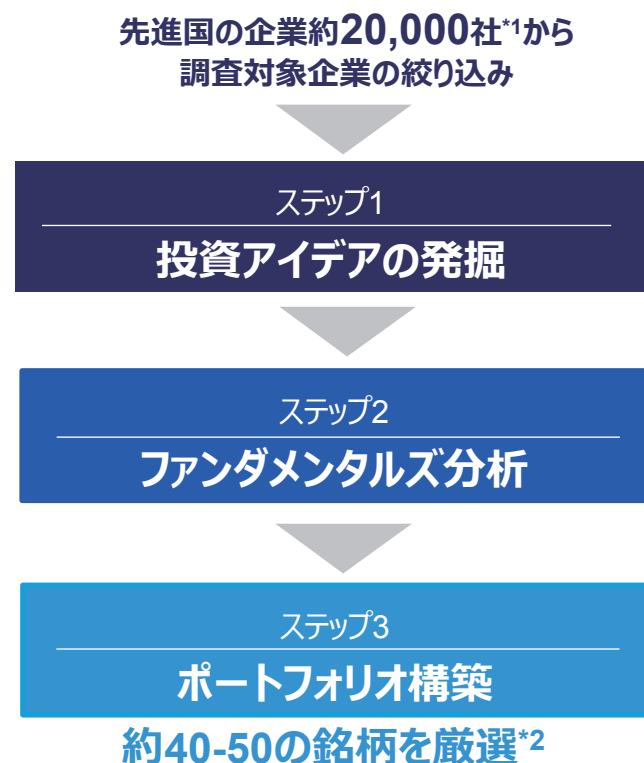 先進国の企業約20,000社*1から
調査対象企業の絞り込み
ステップ1
投資アイデアの発掘
ステップ2
ファンダメンタルズ分析
ステップ3
ポートフォリオ構築
約40-50の銘柄を厳選*2